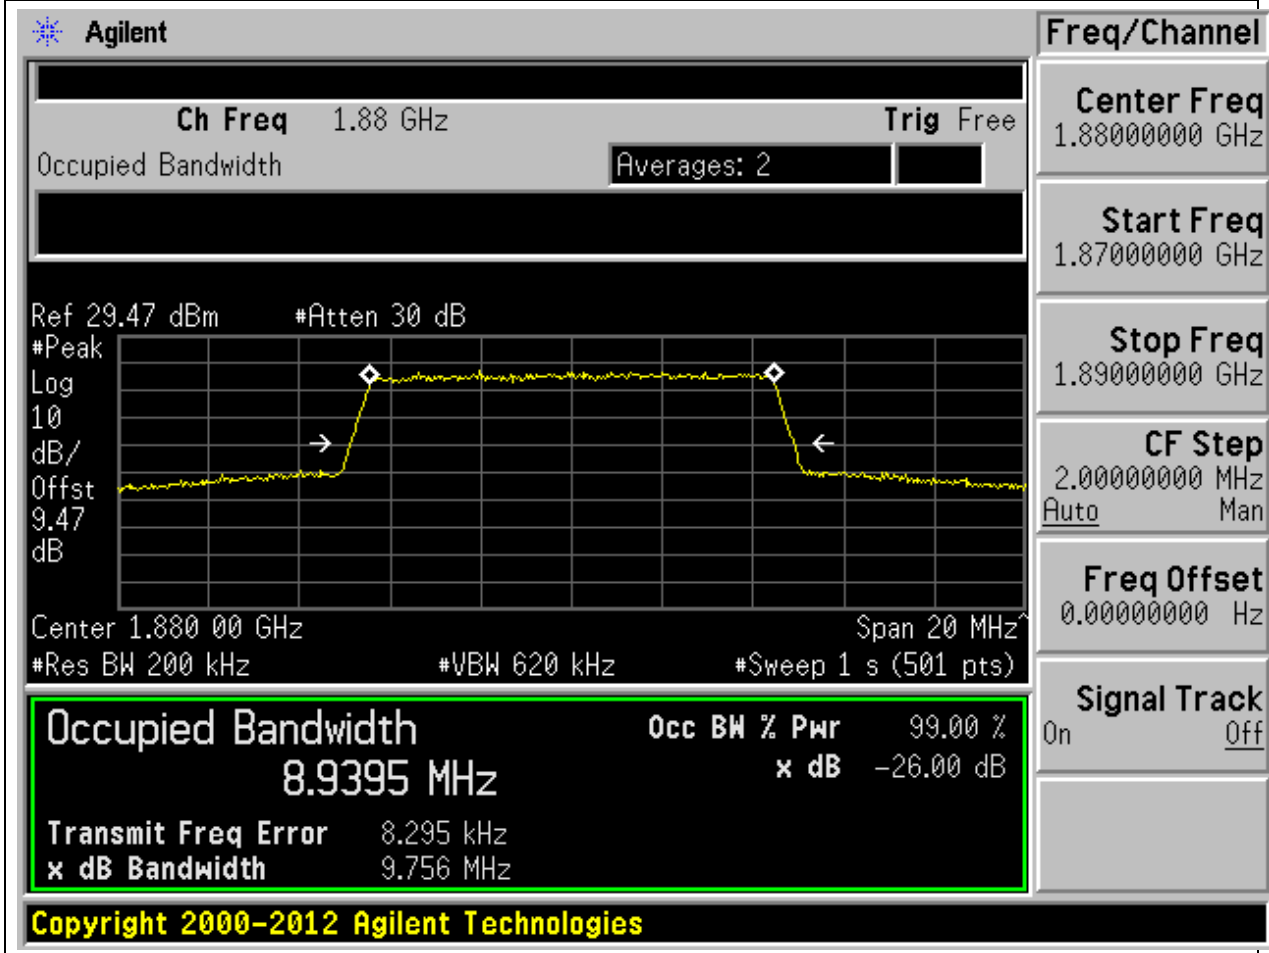 Agilent
Freq/Channel
Ch Freq 1.88 GHz Trig Free
Occupied Bandwidth Averages: 2
Center Freq
1.88000000 GHz
Start Freq
1.87000000 GHz
Stop Freq
1.89000000 GHz
CF Step
2.00000000 MHz
Auto Man
Freq Offset
0.00000000 Hz
Signal Track
On Off
Ref 29.47 dBm #Atten 30 dB
#Peak
Log
10
dB/
Offst
9.47
dB
Center 1.880 00 GHz Span 20 MHz^
#Res BW 200 kHz #VBW 620 kHz #Sweep 1 s (501 pts)
Occupied Bandwidth Occ BW % Pwr 99.00 %
8.9395 MHz x dB -26.00 dB
Transmit Freq Error 8.295 kHz
x dB Bandwidth 9.756 MHz
Copyright 2000-2012 Agilent Technologies